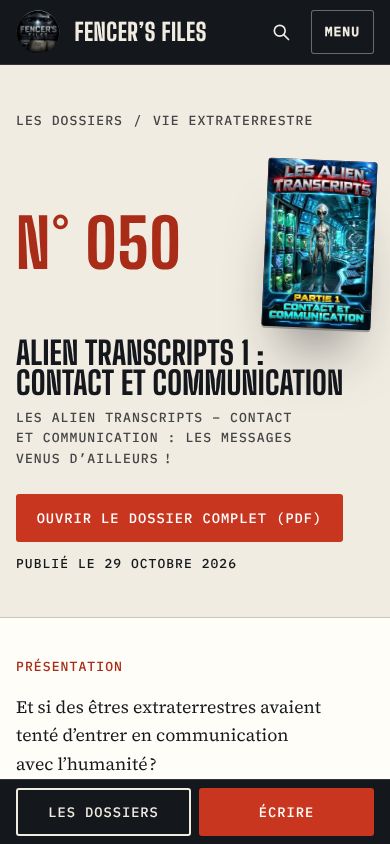 FENCER'S FILES
FENCER’S FILES
MENU
LES DOSSIERS / VIE EXTRATERRESTRE
N° 050
LES ALIEN
TRANSCRIPTS
PARTIE 1
CONTACT ET
COMMUNICATION
ALIEN TRANSCRIPTS 1 :
CONTACT ET COMMUNICATION
LES ALIEN TRANSCRIPTS – CONTACT
ET COMMUNICATION : LES MESSAGES
VENUS D’AILLEURS !
OUVRIR LE DOSSIER COMPLET (PDF)
PUBLIÉ LE 29 OCTOBRE 2026
PRÉSENTATION
Et si des êtres extraterrestres avaient
tenté d’entrer en communication
avec l’humanité ?
LES DOSSIERS
ÉCRIRE